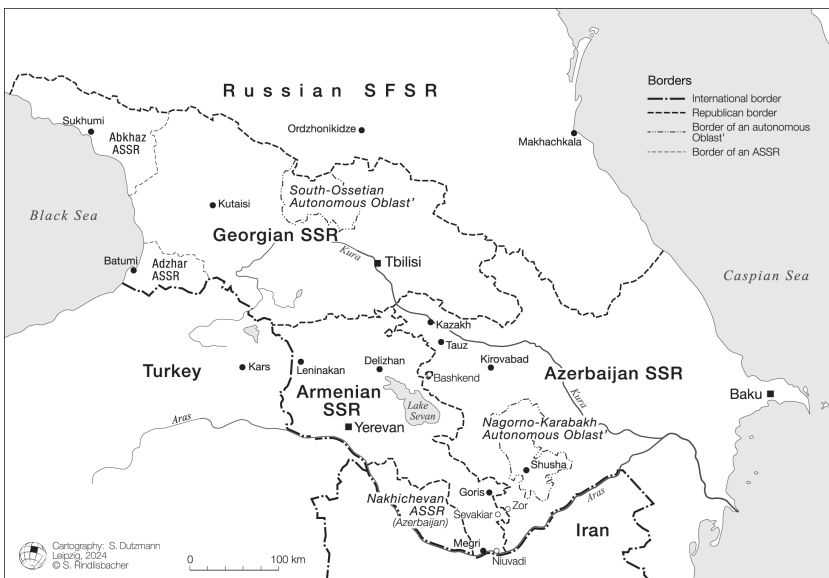 Russian SFSR
Borders
International border
Republican border
Border of an autonomous
Oblast'
Border of an ASSR
Sukhumi
Abkhaz
ASSR
Ordzhonikidze
Makhachkala
South-Ossetian
Autonomous Oblast'
Kutaisi
Black Sea
Georgian SSR
Kura
Tbilisi
Batumi
Adzhar
ASSR
Caspian Sea
Kazakh
Tauz
Turkey
Kars
Leninakan
Delizhan
Bashkend
Kirovabad
Azerbaijan SSR
Armenian
SSR
Lake
Sevan
Kura
Baku
Aras
Yerevan
Nagorno-Karabakh
Autonomous Oblast'
Shusha
Nakhichevan
ASSR
(Azerbaijan)
Goris
Zor
Sevakiar
Aras
Iran
Megri
Niuvadi
Cartography: S. Dutzmann
Leipzig, 2024
© S. Rindlisbacher
0
100 km